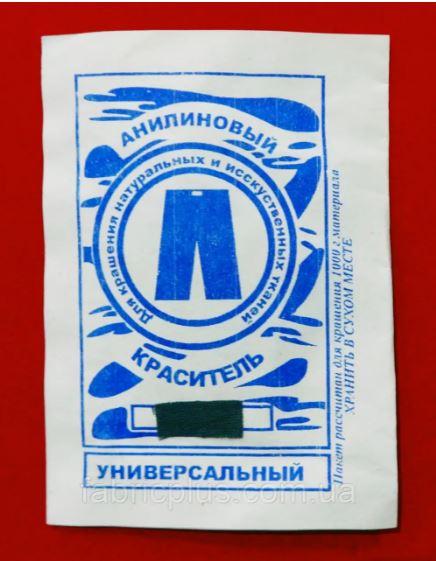 АНИЛИНОВЫЙ
Для крашения натуральных и исскуственных тканей
КРАСИТЕЛЬ
УНИВЕРСАЛЬНЫЙ
Пакет рассчитан для крашения 1000 г материала
ХРАНИТЬ В СУХОМ МЕСТЕ
fabricplus.com.ua